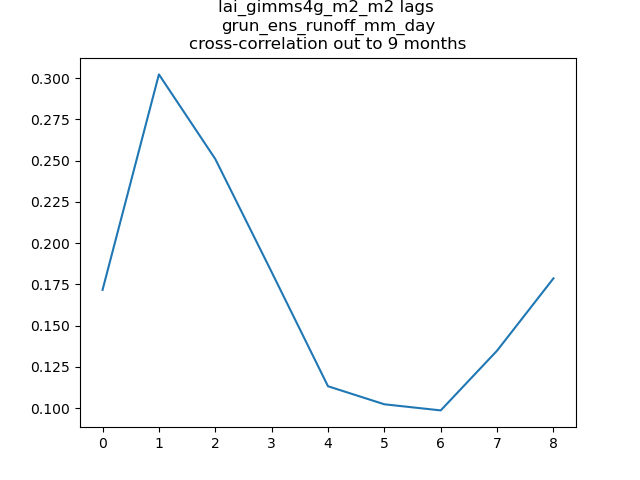 lai_gimms4g_m2_m2 lags
grun_ens_runoff_mm_day
cross-correlation out to 9 months
0.300
0.275
0.250
0.225
0.200
0.175
0.150
0.125
0.100
0 1 2 3 4 5 6 7 8